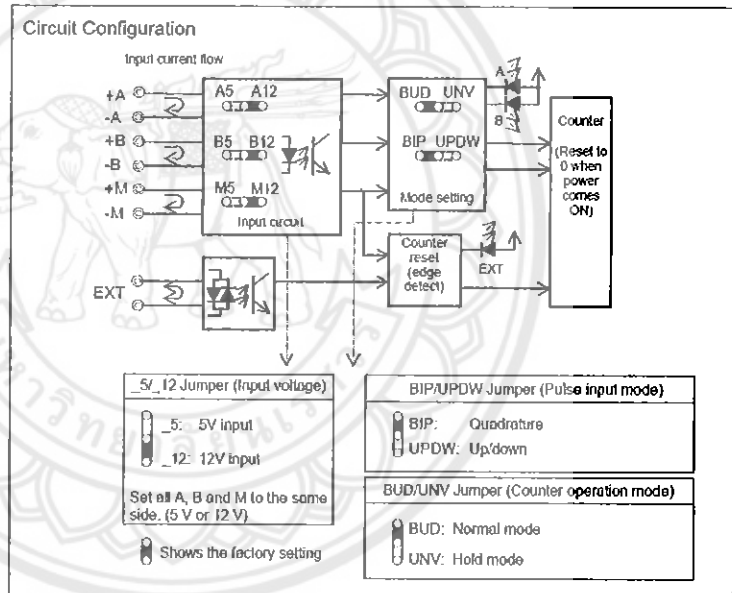 Circuit Configuration
Input current flow
+A
-A
+B
-B
+M
-M
EXT
A5 A12
B5 B12
M5 M12
Input circuit
BUD UNV
BIP UPDW
Mode setting
A
B
Counter
(Reset to
0 when
power
comes
ON)
Counter
reset
(edge
detect)
EXT
_5/_12 Jumper (Input voltage)
_5: 5V input
_12: 12V input
Set all A, B and M to the same
side. (5 V or 12 V)
Shows the factory setting
BIP/UPDW Jumper (Pulse input mode)
BIP: Quadrature
UPDW: Up/down
BUD/UNV Jumper (Counter operation mode)
BUD: Normal mode
UNV: Hold mode